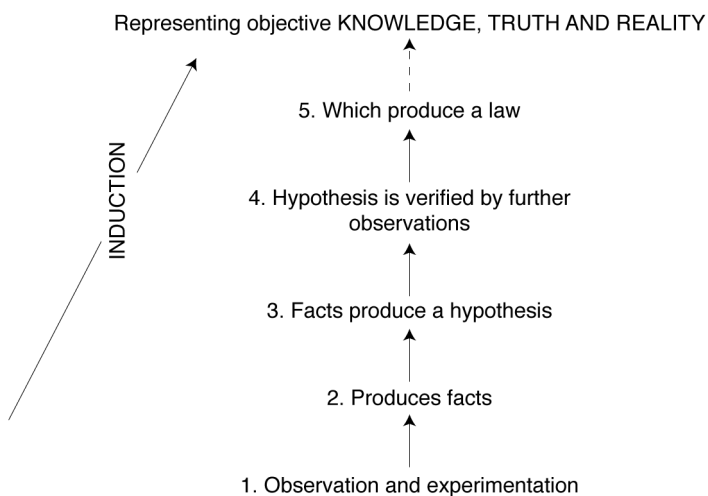 Representing objective KNOWLEDGE, TRUTH AND REALITY
5. Which produce a law
INDUCTION
4. Hypothesis is verified by further
observations
3. Facts produce a hypothesis
2. Produces facts
1. Observation and experimentation